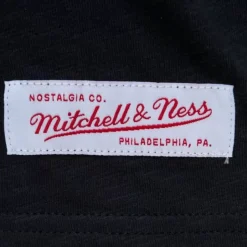 NOSTALGIA CO.
Mitchell & Ness
PHILADELPHIA, PA.